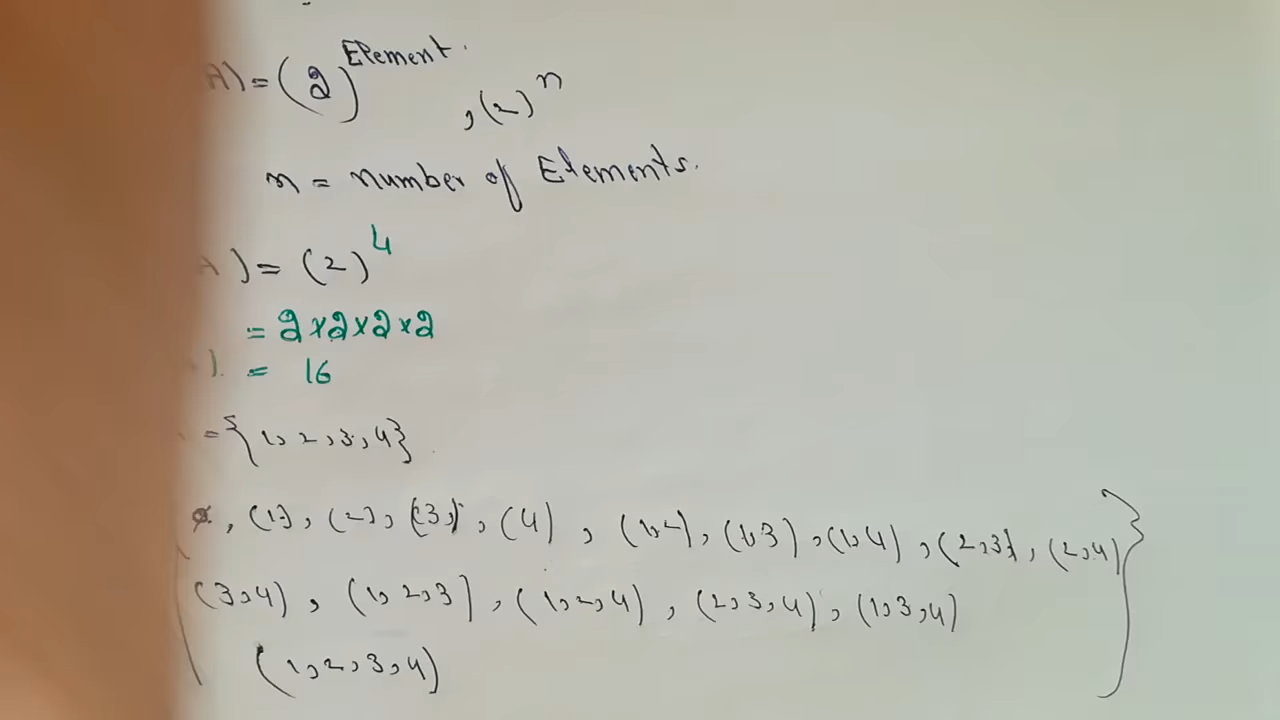 A) = (2)^Element.
, (2)^n
n = number of Elements.
A) = (2)^4
= 2×2×2×2
). = 16
= {1, 2, 3, 4}
ø, (1), (2), (3), (4), (1,2), (1,3), (1,4), (2,3), (2,4)
(3,4), (1,2,3), (1,2,4), (2,3,4), (1,3,4)
(1,2,3,4)